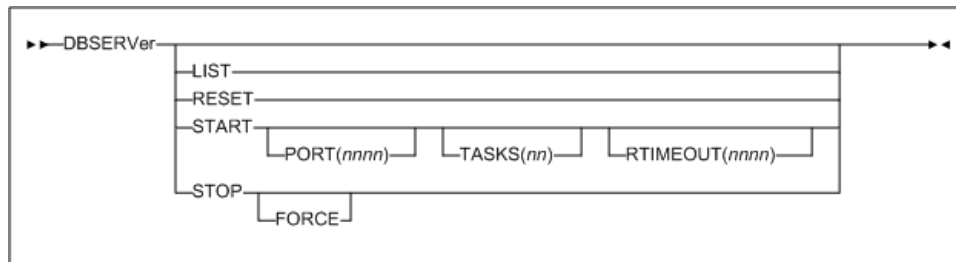 DBSERVer
LIST
RESET
START
PORT(nnnn) TASKS(nn) RTIMEOUT(nnnn)
STOP
FORCE